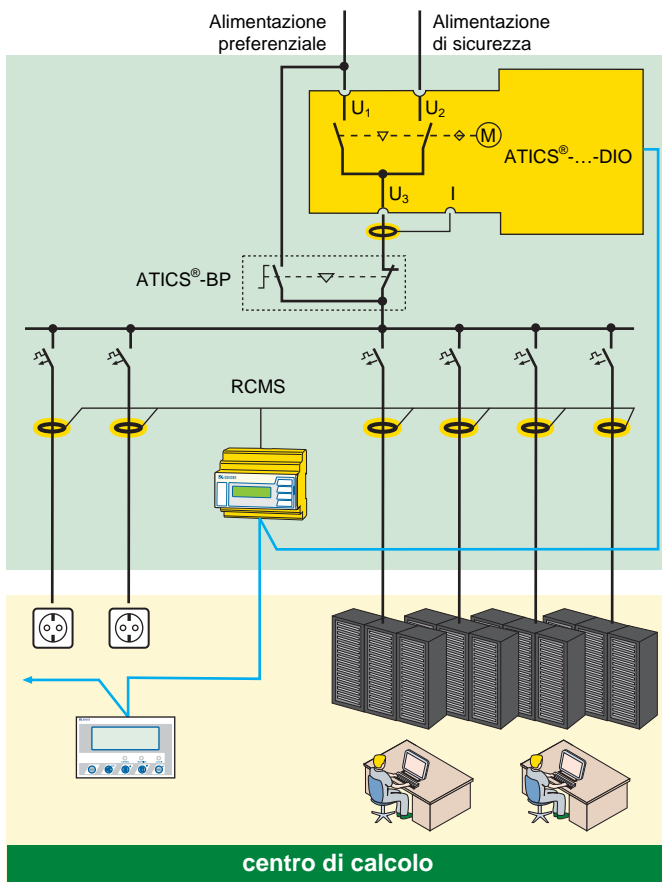 Alimentazione
preferenziale
Alimentazione
di sicurezza
U₁
U₂
M
ATICS®-...-DIO
U₃
I
ATICS®-BP
RCMS
centro di calcolo